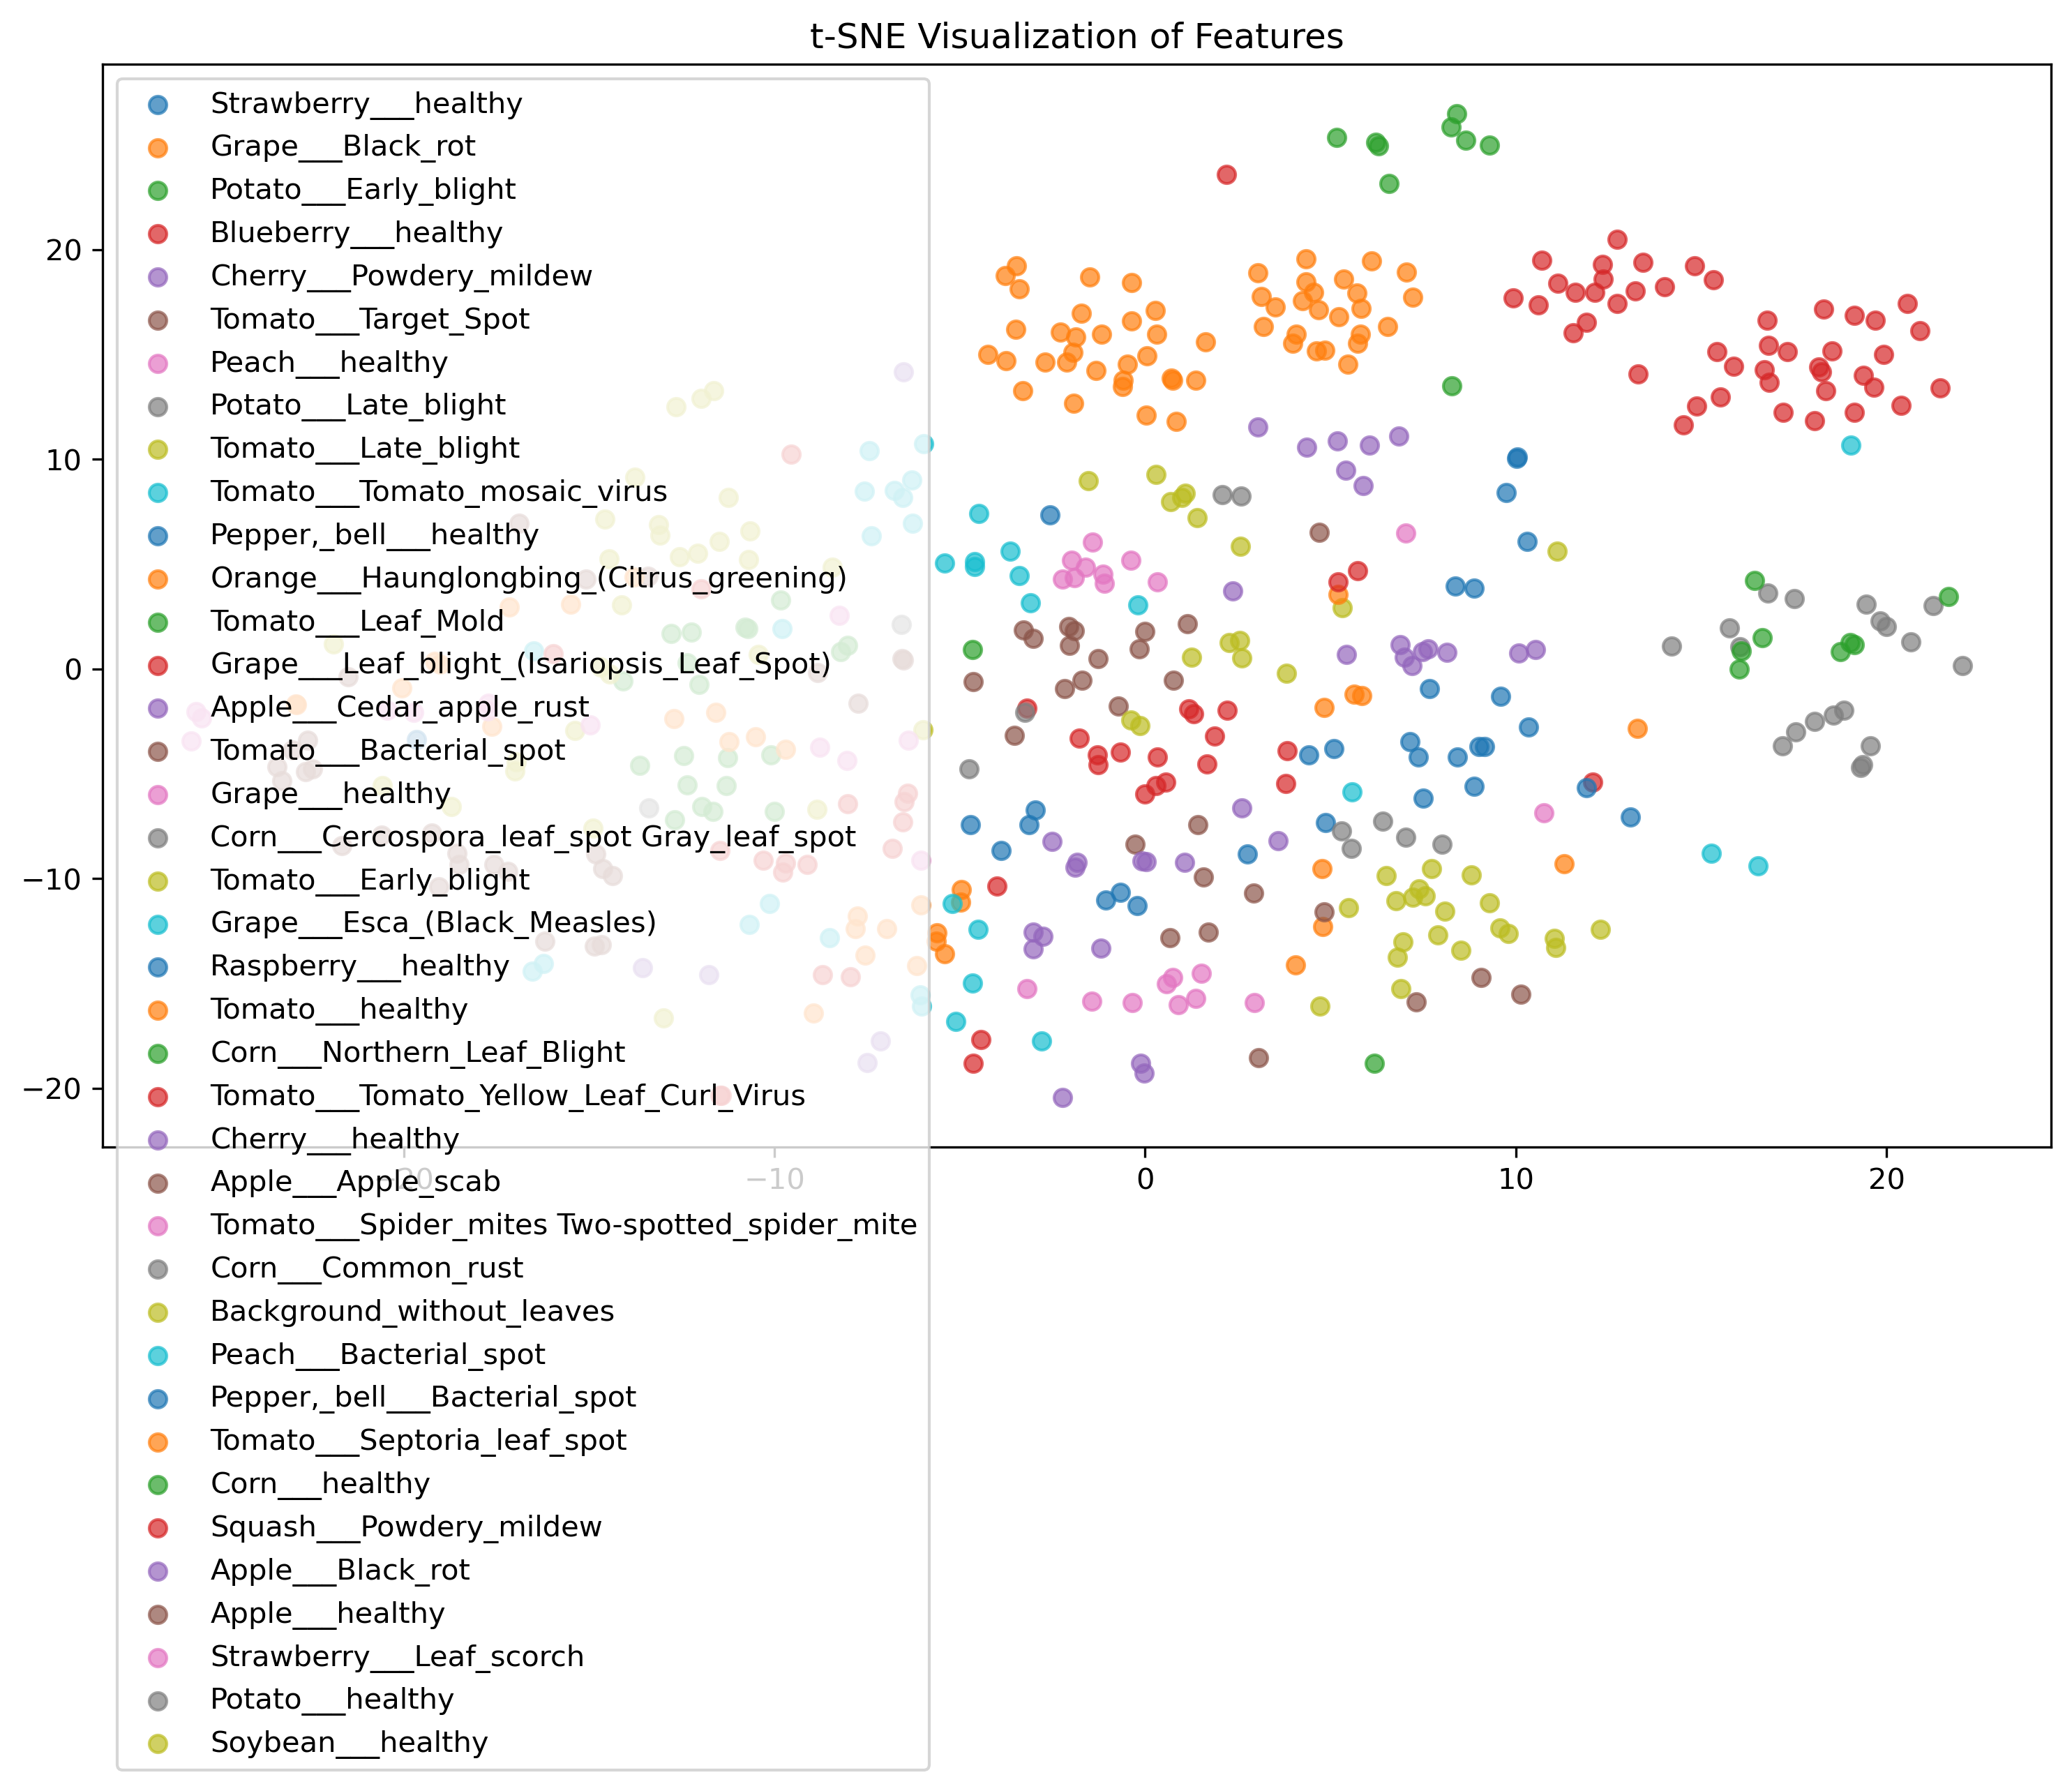 t-SNE Visualization of Features
Strawberry___healthy
Grape___Black_rot
Potato___Early_blight
Blueberry___healthy
Cherry___Powdery_mildew
Tomato___Target_Spot
Peach___healthy
Potato___Late_blight
Tomato___Late_blight
Tomato___Tomato_mosaic_virus
Pepper,_bell___healthy
Orange___Haunglongbing_(Citrus_greening)
Tomato___Leaf_Mold
Grape___Leaf_blight_(Isariopsis_Leaf_Spot)
Apple___Cedar_apple_rust
Tomato___Bacterial_spot
Grape___healthy
Corn___Cercospora_leaf_spot Gray_leaf_spot
Tomato___Early_blight
Grape___Esca_(Black_Measles)
Raspberry___healthy
Tomato___healthy
Corn___Northern_Leaf_Blight
Tomato___Tomato_Yellow_Leaf_Curl_Virus
Cherry___healthy
Apple___Apple_scab
Tomato___Spider_mites Two-spotted_spider_mite
Corn___Common_rust
Background_without_leaves
Peach___Bacterial_spot
Pepper,_bell___Bacterial_spot
Tomato___Septoria_leaf_spot
Corn___healthy
Squash___Powdery_mildew
Apple___Black_rot
Apple___healthy
Strawberry___Leaf_scorch
Potato___healthy
Soybean___healthy
20
10
0
−10
−20
−20 −10 0 10 20